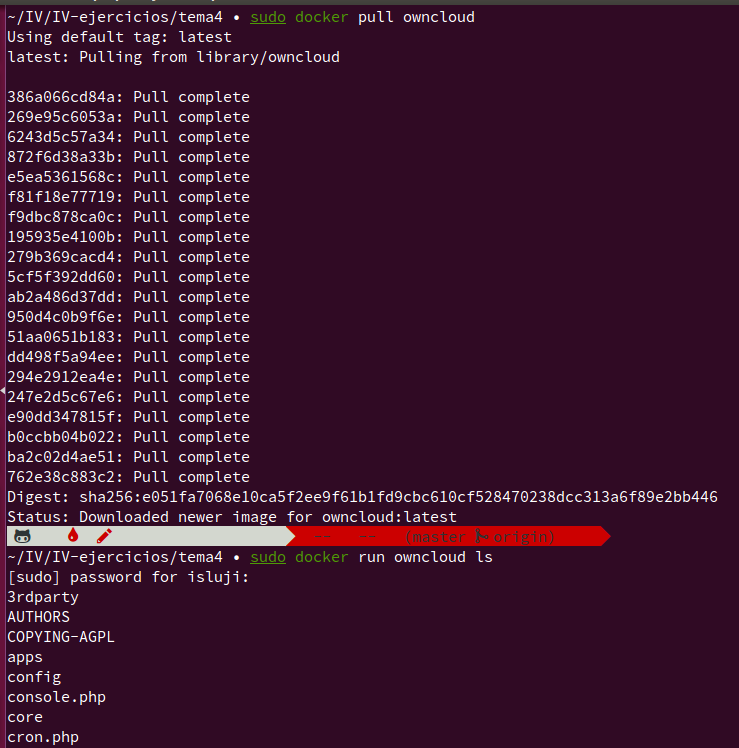 ~/IV/IV-ejercicios/tema4 • sudo docker pull owncloud
Using default tag: latest
latest: Pulling from library/owncloud
386a066cd84a: Pull complete
269e95c6053a: Pull complete
6243d5c57a34: Pull complete
872f6d38a33b: Pull complete
e5ea5361568c: Pull complete
f81f18e77719: Pull complete
f9dbc878ca0c: Pull complete
195935e4100b: Pull complete
279b369cacd4: Pull complete
5cf5f392dd60: Pull complete
ab2a486d37dd: Pull complete
950d4c0b9f6e: Pull complete
51aa0651b183: Pull complete
dd498f5a94ee: Pull complete
294e2912ea4e: Pull complete
247e2d5c67e6: Pull complete
e90dd347815f: Pull complete
b0ccbb04b022: Pull complete
ba2c02d4ae51: Pull complete
762e38c883c2: Pull complete
Digest: sha256:e051fa7068e10ca5f2ee9f61b1fd9cbc610cf528470238dcc313a6f89e2bb446
Status: Downloaded newer image for owncloud:latest
-- -- (master origin)
~/IV/IV-ejercicios/tema4 • sudo docker run owncloud ls
[sudo] password for isluji:
3rdparty
AUTHORS
COPYING-AGPL
apps
config
console.php
core
cron.php